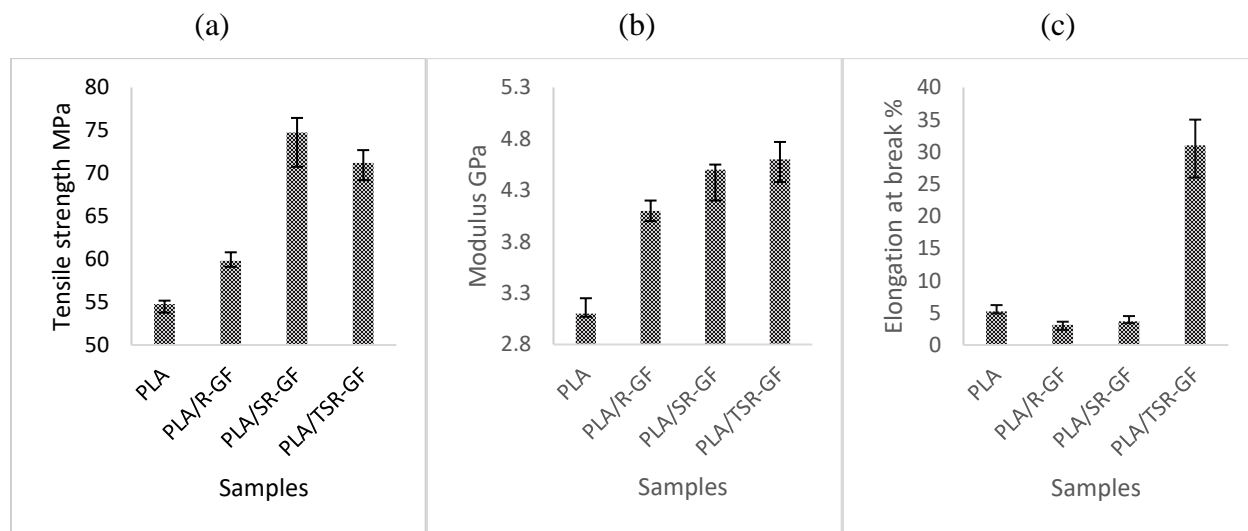 (a)
(b)
(c)
Tensile strength MPa
80
75
70
65
60
55
50
PLA
PLA/R-GF
PLA/SR-GF
PLA/TSR-GF
Samples
Modulus GPa
5.3
4.8
4.3
3.8
3.3
2.8
PLA
PLA/R-GF
PLA/SR-GF
PLA/TSR-GF
Samples
Elongation at break %
40
35
30
25
20
15
10
5
0
PLA
PLA/R-GF
PLA/SR-GF
PLA/TSR-GF
Samples